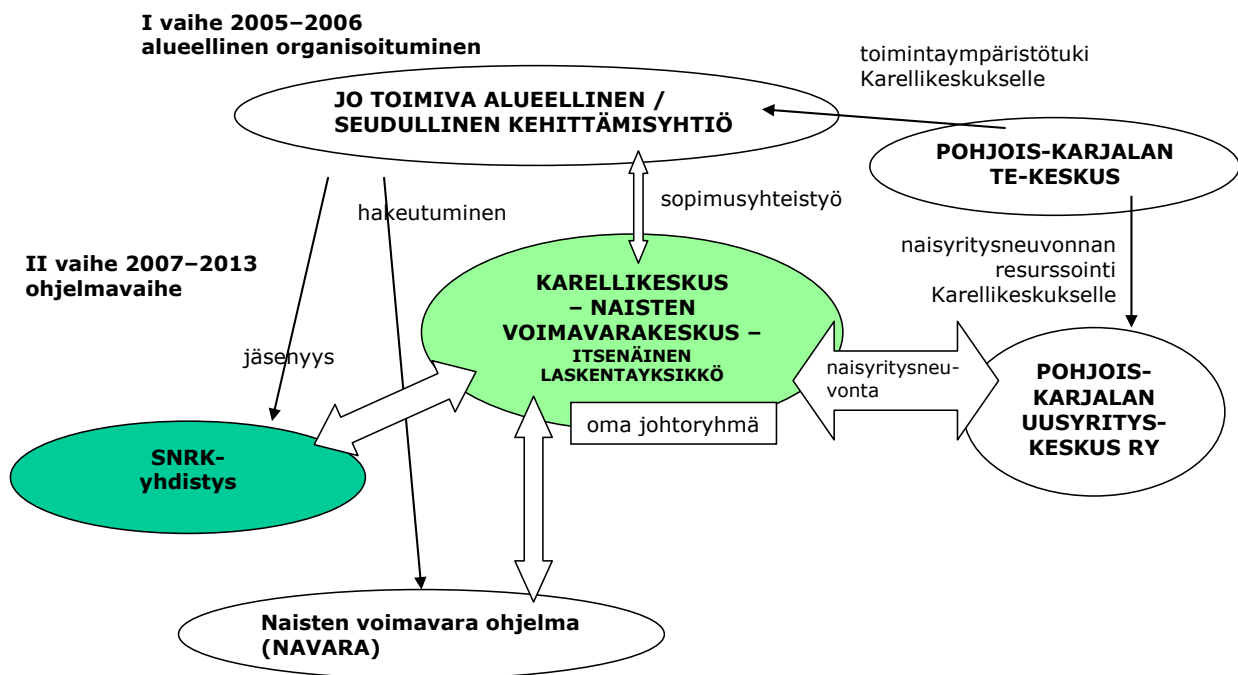 I vaihe 2005–2006
alueellinen organisoituminen
toimintaympäristötuki
Karellikeskukselle
JO TOIMIVA ALUEELLINEN /
SEUDULLINEN KEHITTÄMISYHTIÖ
POHJOIS-KARJALAN
TE-KESKUS
hakeutuminen
sopimusyhteistyö
II vaihe 2007–2013
ohjelmavaihe
naisyritysneuvonnan
resurssointi
Karellikeskukselle
KARELLIKESKUS
– NAISTEN
VOIMAVARAKESKUS –
ITSENÄINEN
LASKENTAYKSIKKÖ
jäsenyys
naisyritysneu-
vonta
POHJOIS-
KARJALAN
UUSYRITYS-
KESKUS RY
oma johtoryhmä
SNRK-
yhdistys
Naisten voimavara ohjelma
(NAVARA)